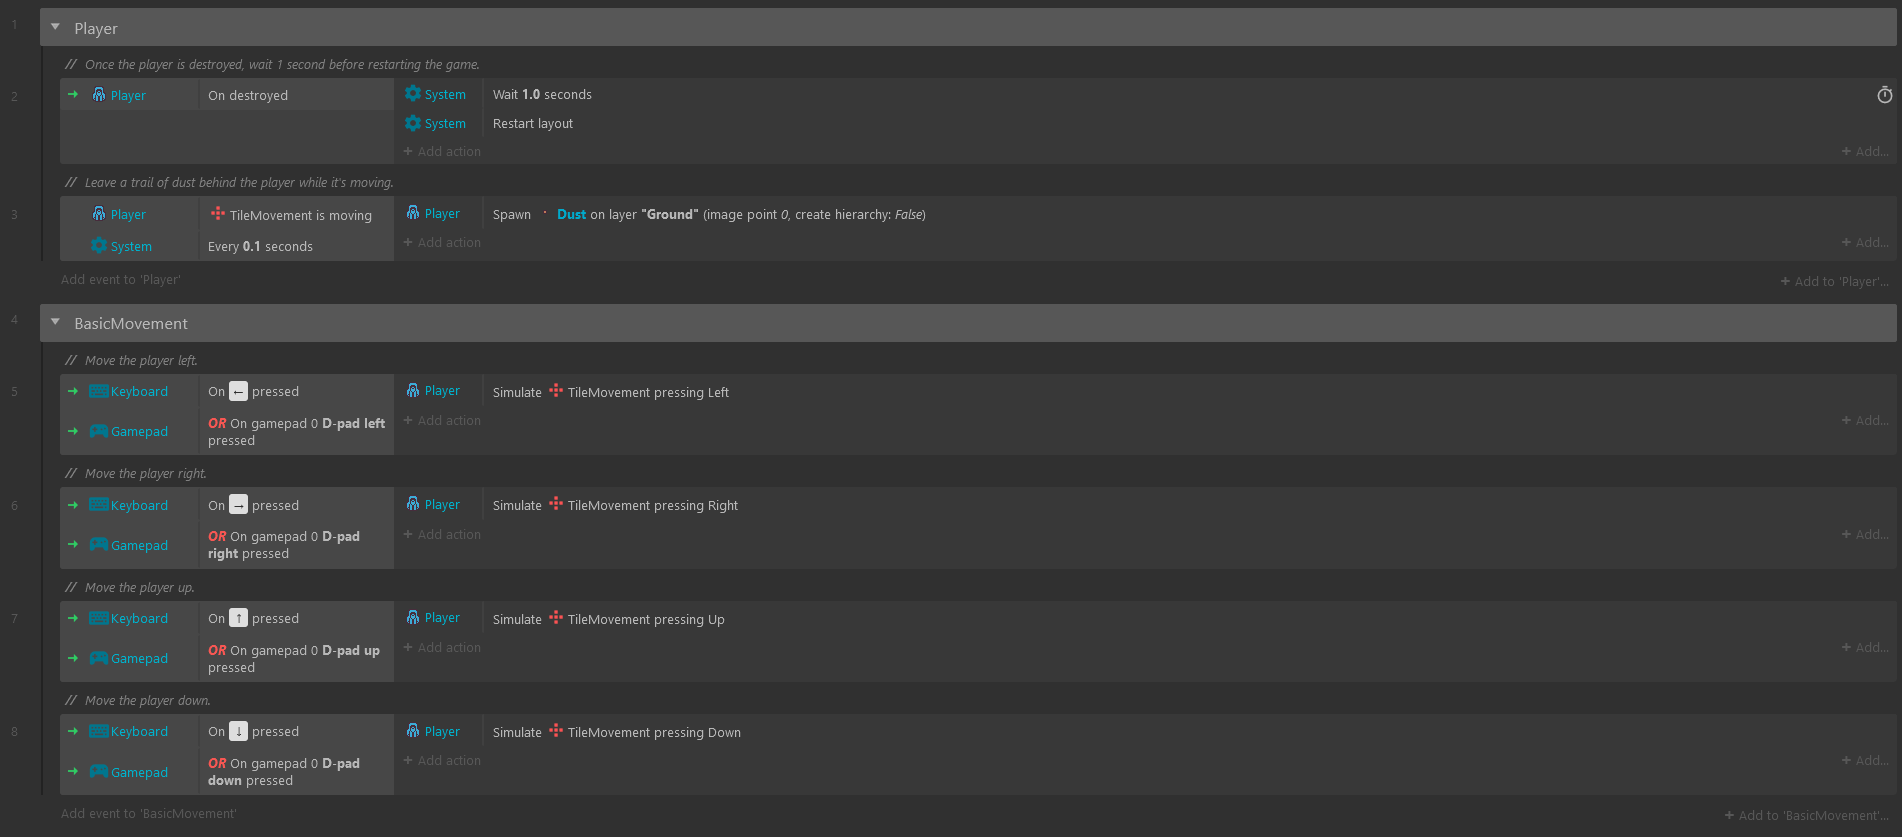 1
Player
// Once the player is destroyed, wait 1 second before restarting the game.
2
→ Player On destroyed System Wait 1.0 seconds
System Restart layout
+ Add action + Add...
// Leave a trail of dust behind the player while it's moving.
3
Player TileMovement is moving Player Spawn Dust on layer "Ground" (image point 0, create hierarchy: False)
System Every 0.1 seconds + Add action + Add...
Add event to 'Player' + Add to 'Player'...
4
BasicMovement
// Move the player left.
5
→ Keyboard On ← pressed Player Simulate TileMovement pressing Left
→ Gamepad OR On gamepad 0 D-pad left + Add action + Add...
pressed
// Move the player right.
6
→ Keyboard On → pressed Player Simulate TileMovement pressing Right
→ Gamepad OR On gamepad 0 D-pad + Add action + Add...
right pressed
// Move the player up.
7
→ Keyboard On ↑ pressed Player Simulate TileMovement pressing Up
→ Gamepad OR On gamepad 0 D-pad up + Add action + Add...
pressed
// Move the player down.
8
→ Keyboard On ↓ pressed Player Simulate TileMovement pressing Down
→ Gamepad OR On gamepad 0 D-pad + Add action + Add...
down pressed
Add event to 'BasicMovement' + Add to 'BasicMovement'...